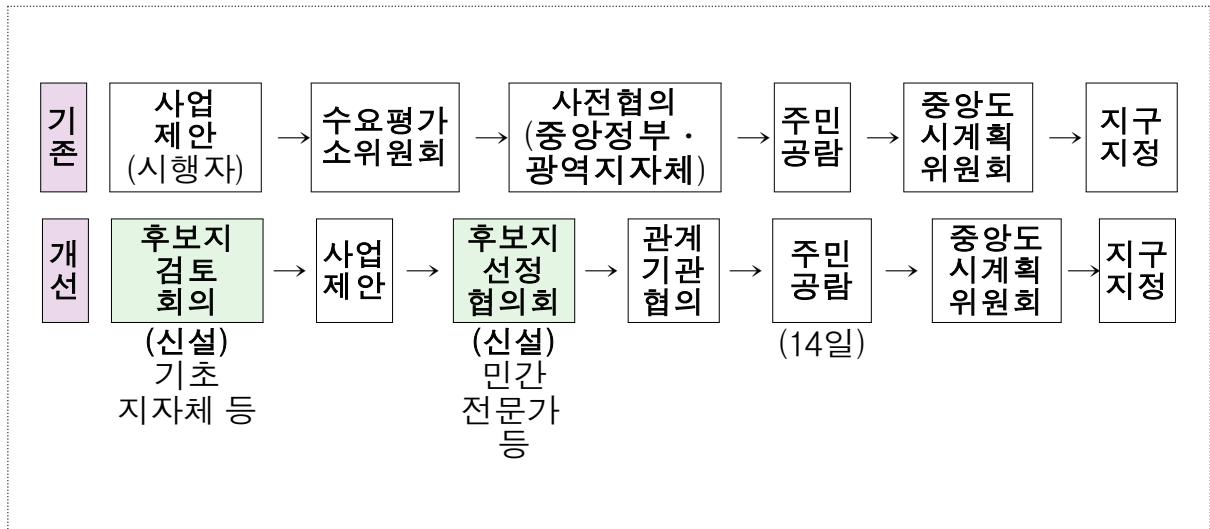 기
존
사업
제안
(시행자)
→
수요평가
소위원회
→
사전협의
(중앙정부 ·
광역지자체)
→
주민
공람
→
중앙도
시계획
위원회
→
지구
지정
개
선
후보지
검토
회의
(신설)
기초
지자체 등
→
사업
제안
→
후보지
선정
협의회
(신설)
민간
전문가
등
→
관계
기관
협의
→
주민
공람
(14일)
→
중앙도
시계획
위원회
→
지구
지정